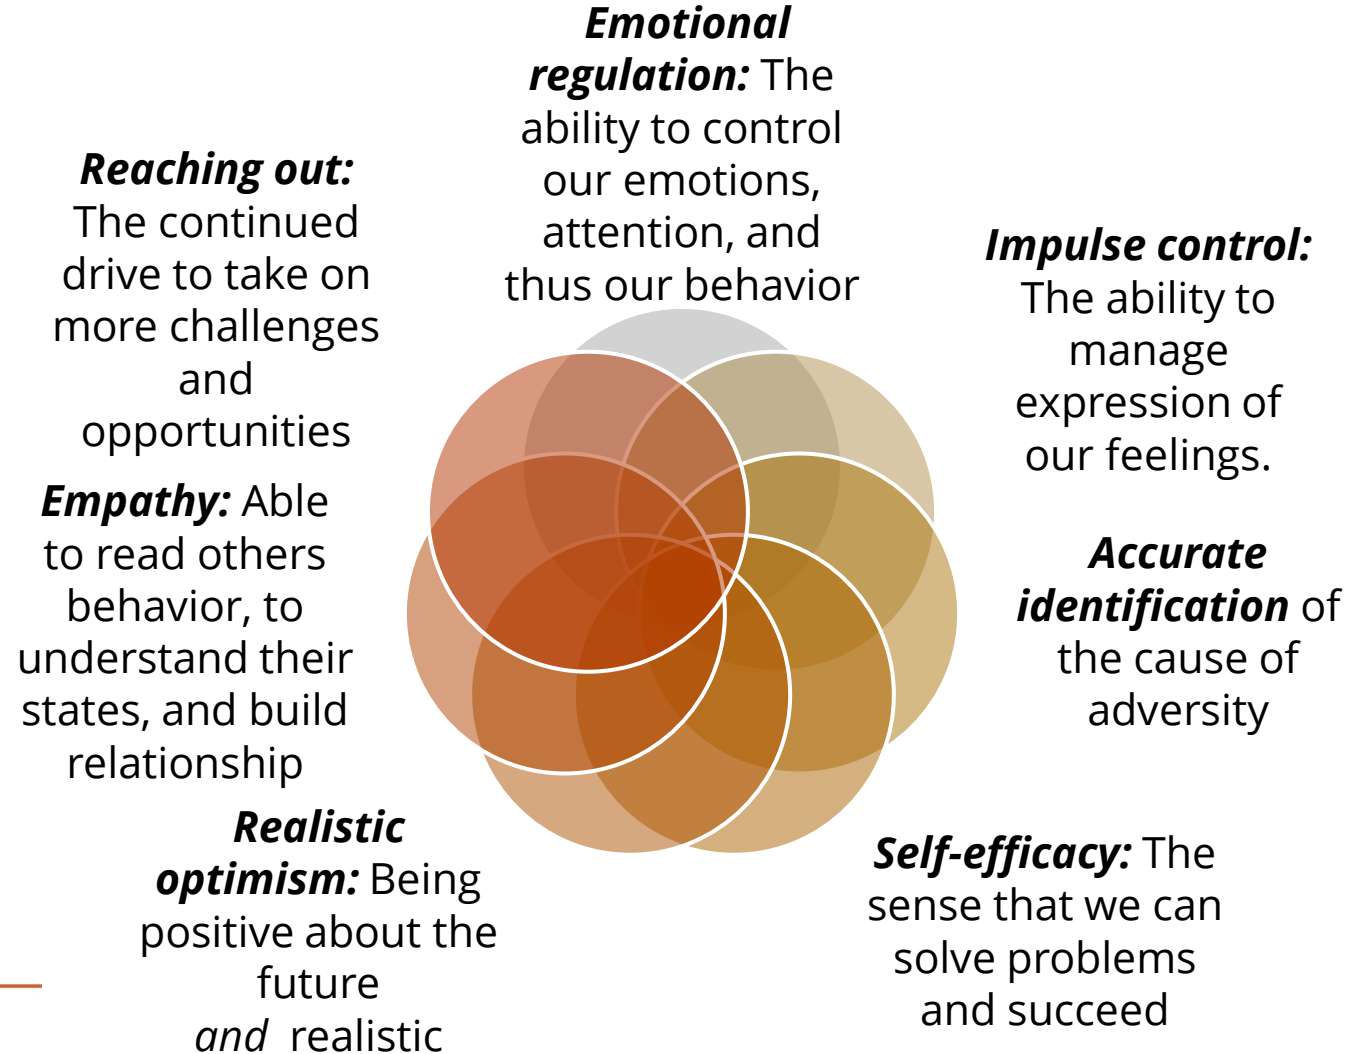 Emotional
regulation: The
ability to control
our emotions,
attention, and
thus our behavior
Impulse control:
The ability to
manage
expression of
our feelings.
Accurate
identification of
the cause of
adversity
Self-efficacy: The
sense that we can
solve problems
and succeed
Realistic
optimism: Being
positive about the
future
and realistic
Empathy: Able
to read others
behavior, to
understand their
states, and build
relationship
Reaching out:
The continued
drive to take on
more challenges
and
opportunities